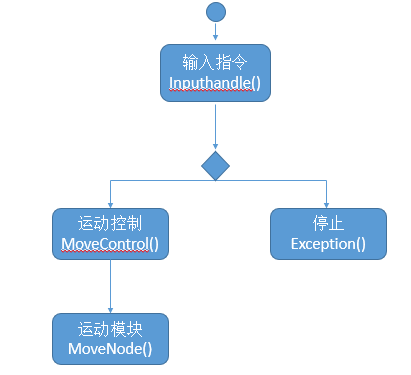 输入指令
Inputhandle()
运动控制
MoveControl()
停止
Exception()
运动模块
MoveNode()